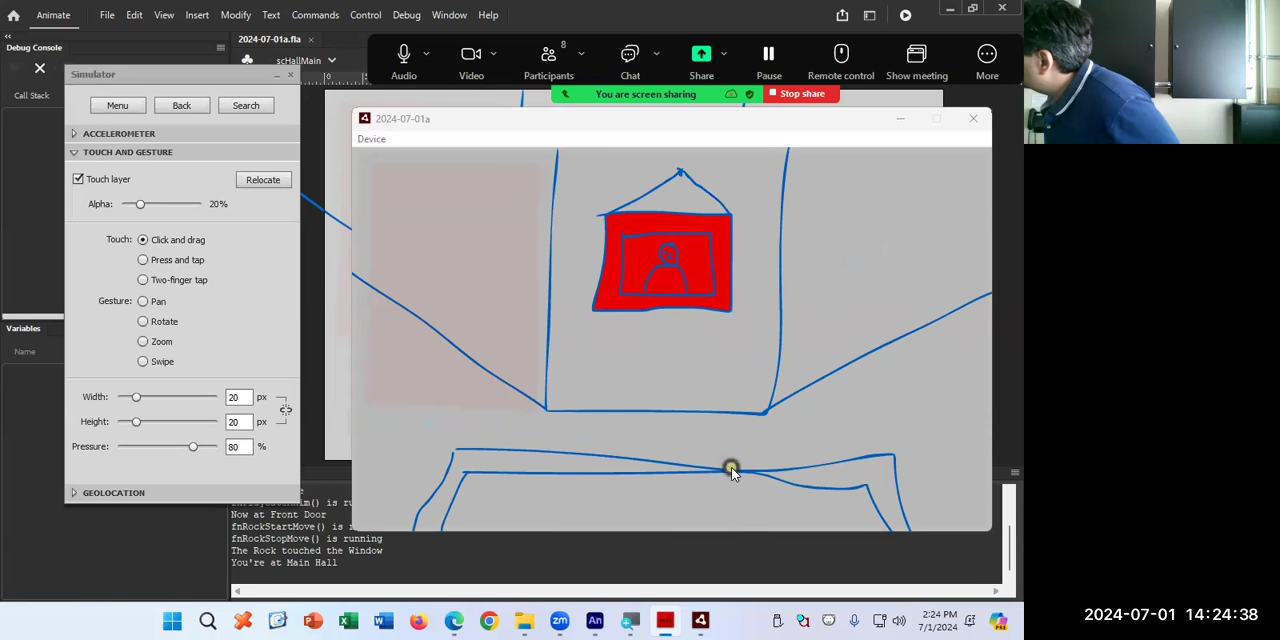 Animate
File Edit View Insert Modify Text Commands Control Debug Window Help
Debug Console
2024-07-01a.fla ×
scHallMain
Call Stack
Variables
Name
Simulator
Menu
Back
Search
ACCELEROMETER
TOUCH AND GESTURE
Touch layer
Relocate
Alpha: 20%
Touch: Click and drag
Press and tap
Two-finger tap
Gesture: Pan
Rotate
Zoom
Swipe
Width: 20 px
Height: 20 px
Pressure: 80 %
GEOLOCATION
Audio
Video
8
Participants
Chat
Share
Pause
Remote control
Show meeting
More
You are screen sharing
Stop share
2024-07-01a
Device
Now at Front Door
fnRockStopMove() is running
The Rock touched the Window
You're at Main Hall
2:24 PM
7/1/2024
2024-07-01 14:24:38